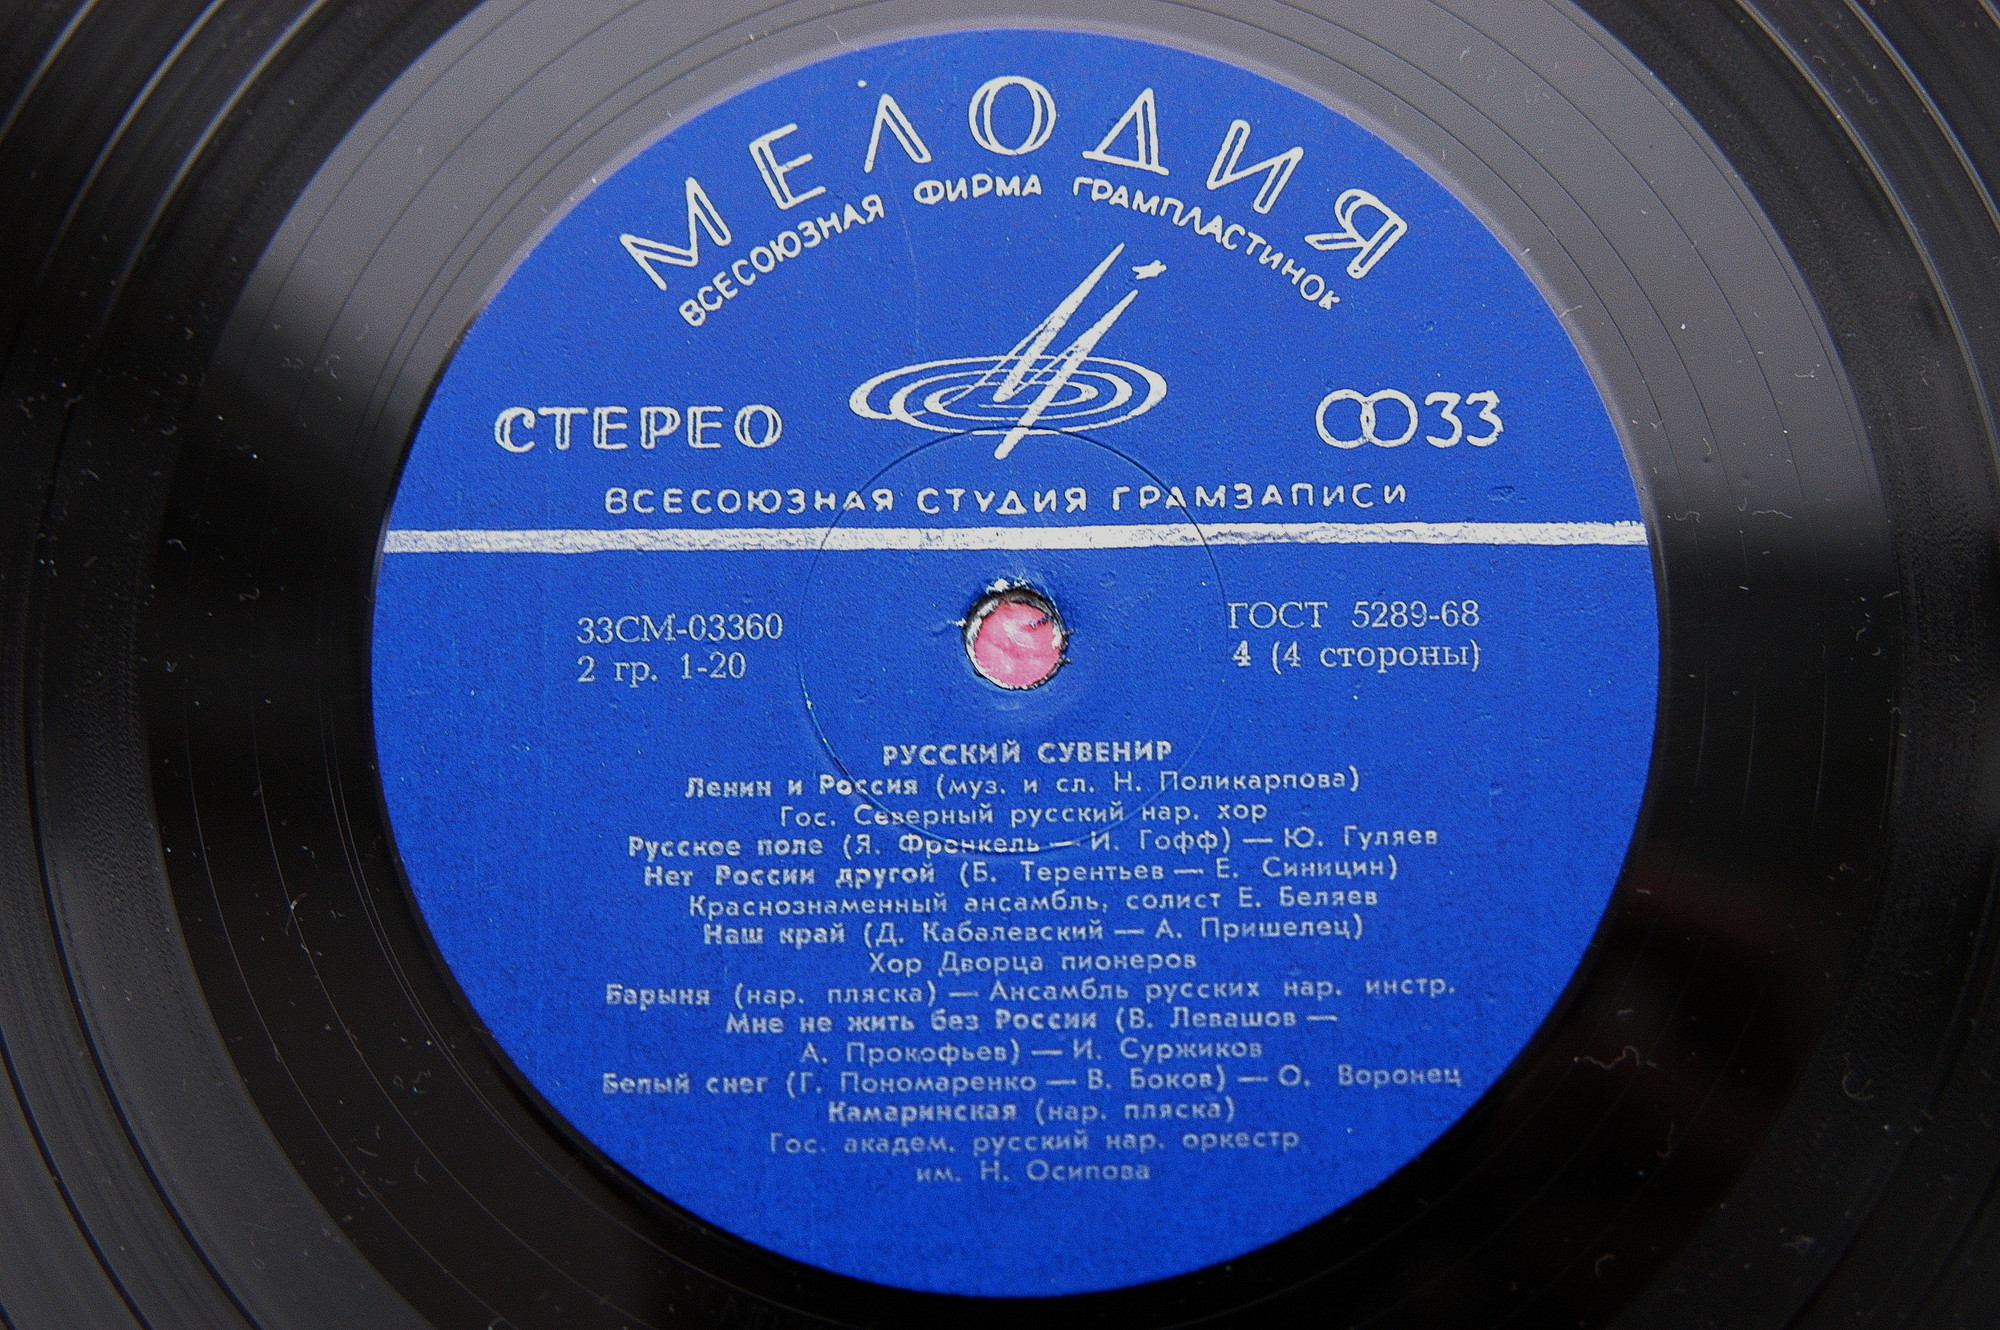 МЕЛОДИЯ
ВСЕСОЮЗНАЯ ФИРМА ГРАМПЛАСТИНОК
СТЕРЕО
33
ВСЕСОЮЗНАЯ СТУДИЯ ГРАМЗАПИСИ
33СМ-03360
2 гр. 1-20
ГОСТ 5289-68
4 (4 стороны)
РУССКИЙ СУВЕНИР
Ленин и Россия (муз. и сл. Н. Поликарпова)
Гос. Северный русский нар. хор
Русское поле (Я. Френкель — И. Гофф) — Ю. Гуляев
Нет России другой (Б. Терентьев — Е. Синицин)
Краснознаменный ансамбль, солист Е. Беляев
Наш край (Д. Кабалевский — А. Пришелец)
Хор Дворца пионеров
Барыня (нар. пляска) — Ансамбль русских нар. инстр.
Мне не жить без России (В. Левашов —
А. Прокофьев) — И. Суржиков
Белый снег (Г. Пономаренко — В. Боков) — О. Воронец
Камаринская (нар. пляска)
Гос. академ. русский нар. оркестр
им. Н. Осипова